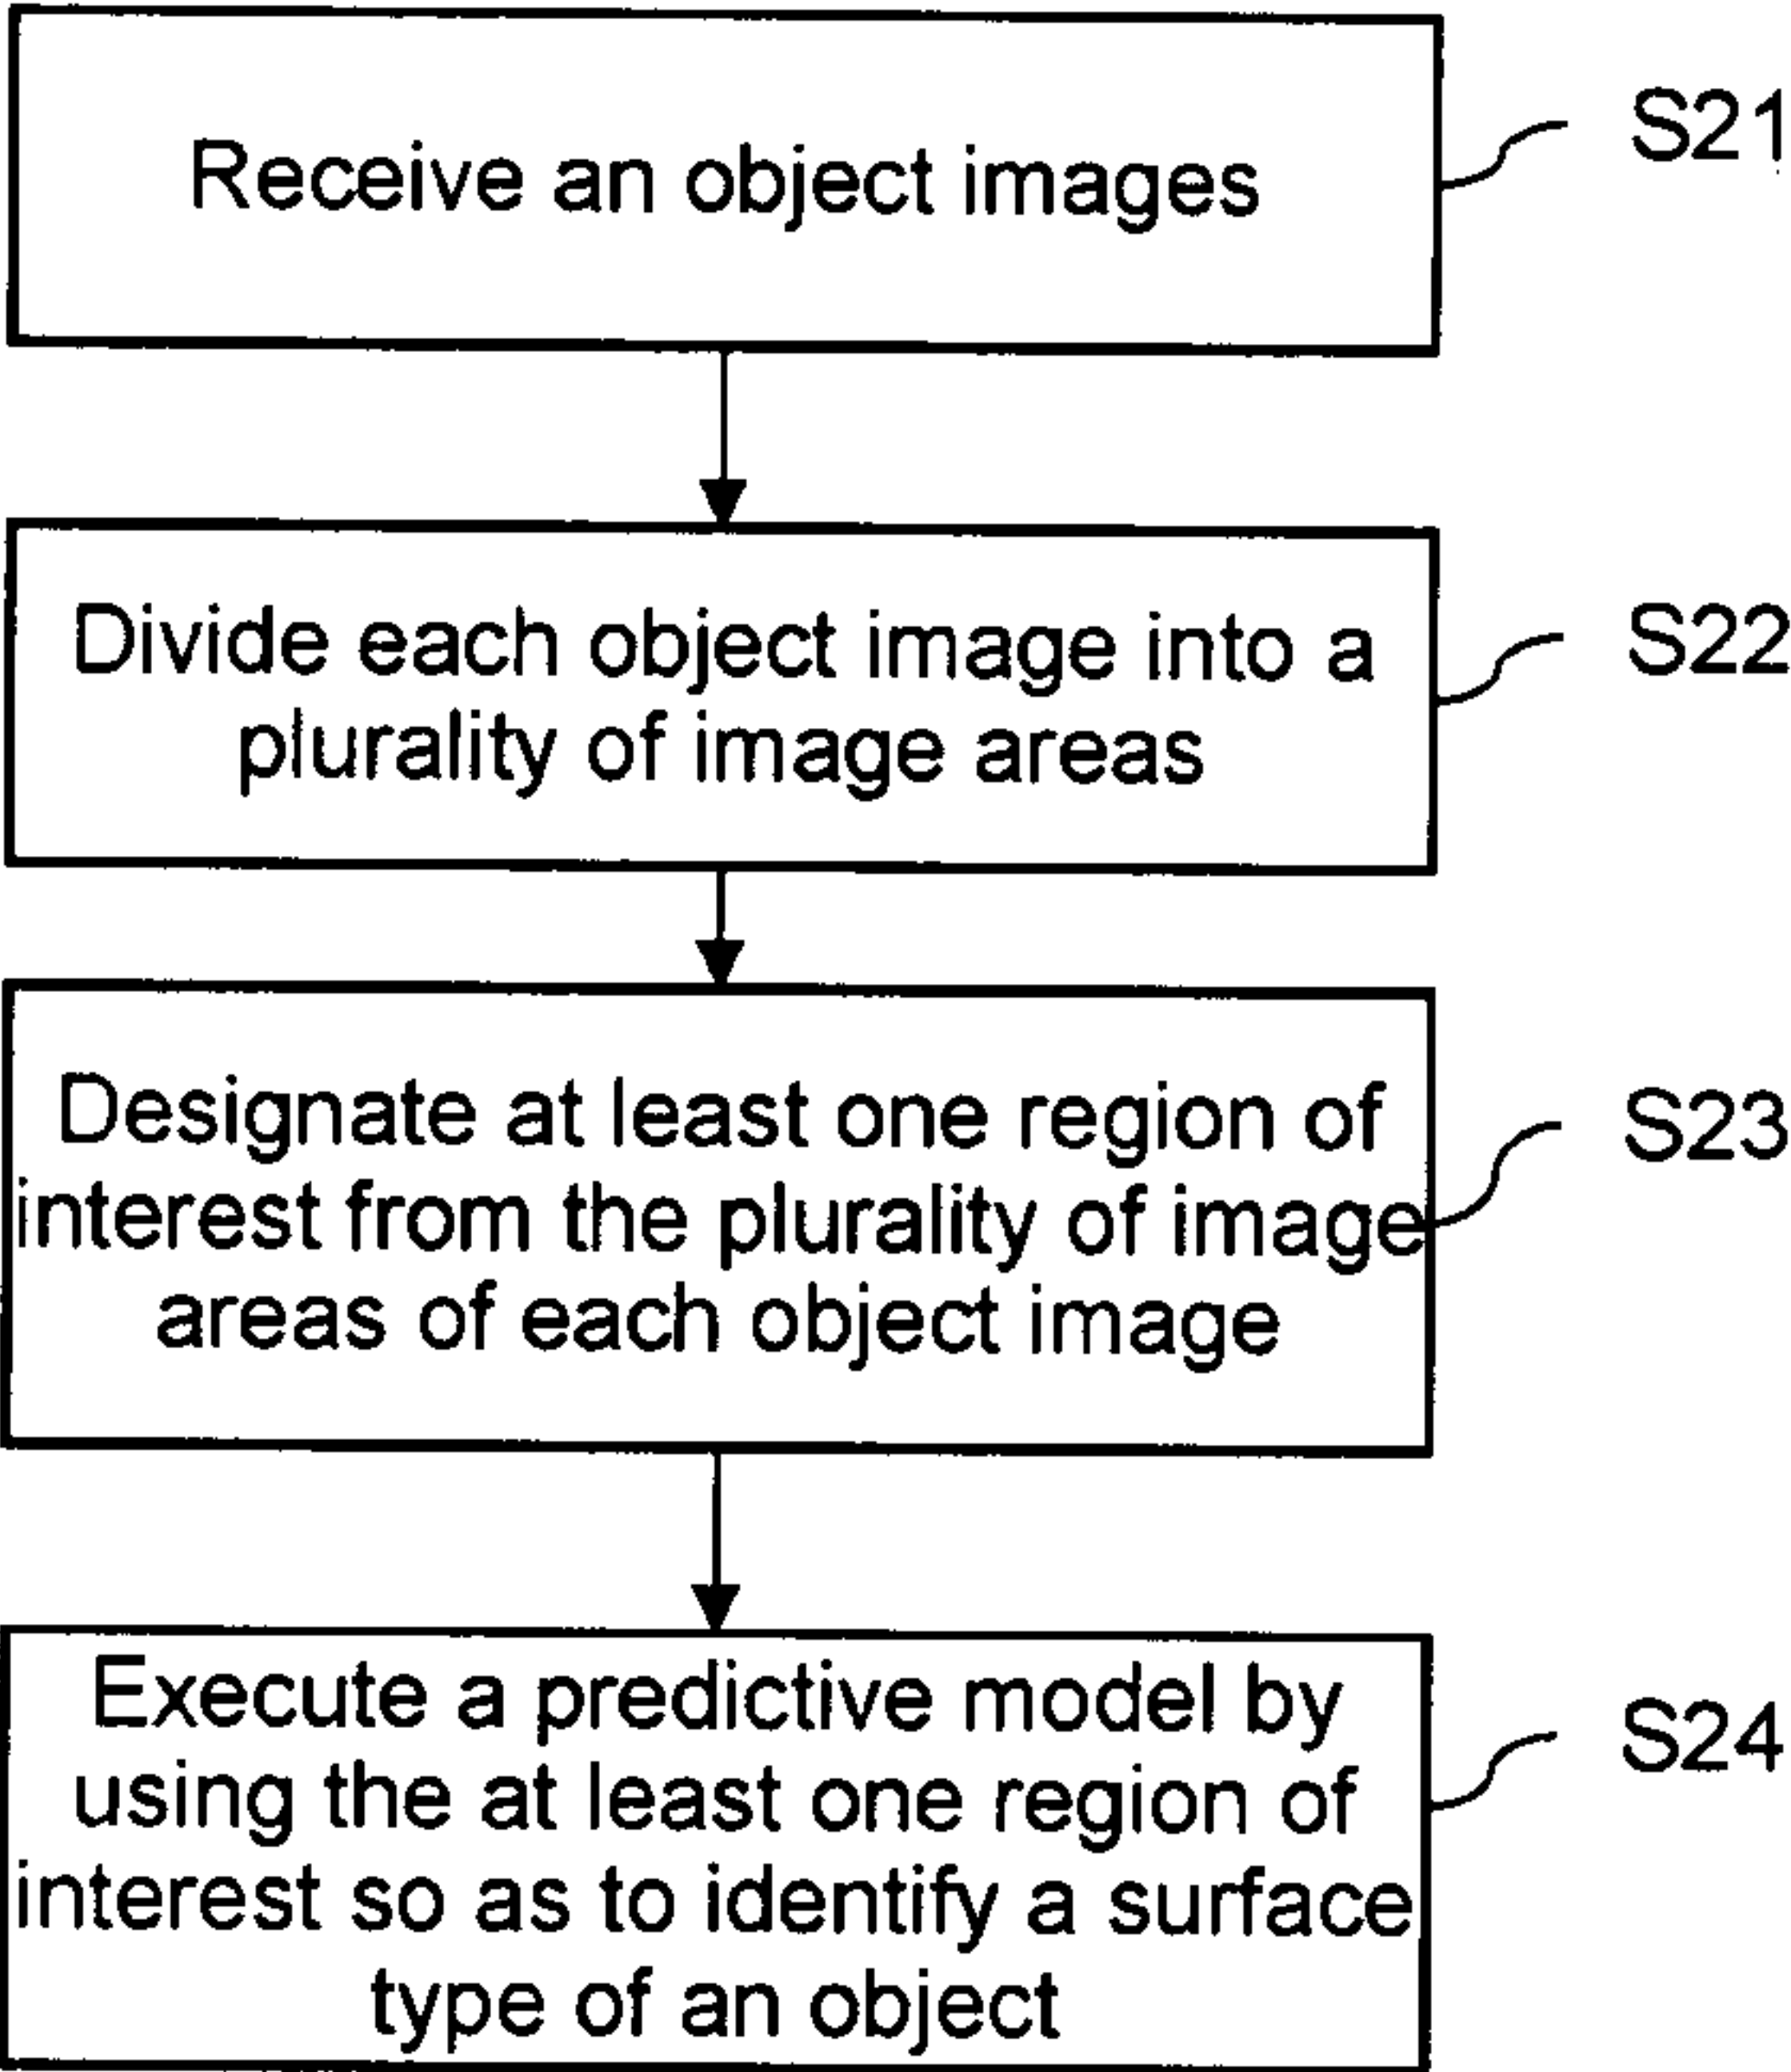 Receive an object images
S21
Divide each object image into a
plurality of image areas
S22
Designate at least one region of
interest from the plurality of image
areas of each object image
S23
Execute a predictive model by
using the at least one region of
interest so as to identify a surface
type of an object
S24